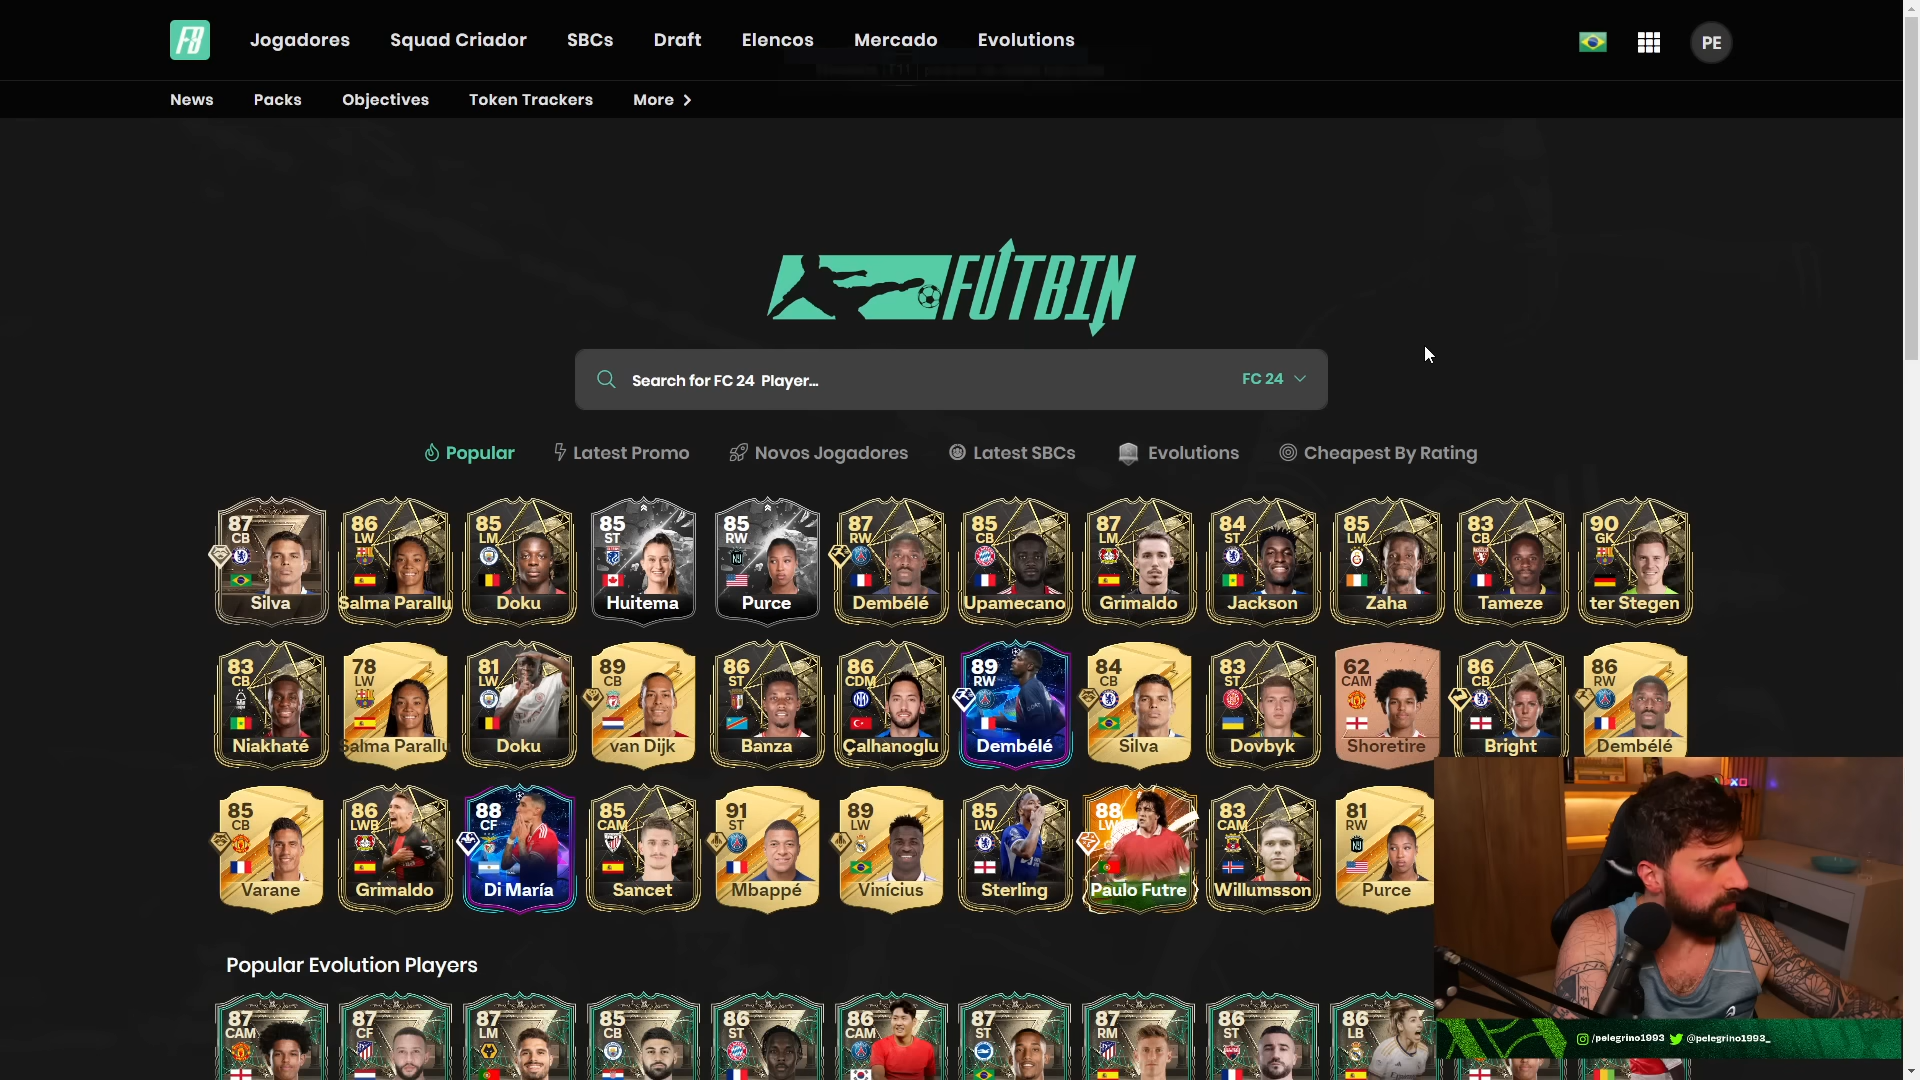 FB Jogadores Squad Criador SBCs Draft Elencos Mercado Evolutions PE
News Packs Objectives Token Trackers More
FUTBIN
Search for FC 24 Player... FC 24
Popular Latest Promo Novos Jogadores Latest SBCs Evolutions Cheapest By Rating
87 86 85 85 85 87 85 87 84 85 83 90
CB LW LM ST RW RW CB LM ST LM CB GK
Silva Salma Parallu Doku Huitema Purce Dembélé Upamecano Grimaldo Jackson Zaha Tameze ter Stegen
83 78 81 89 86 86 89 84 83 62 86 86
CB LW LW CB ST CDM RW CB ST CAM CB RW
Niakhaté Salma Parallu Doku van Dijk Banza Çalhanoglu Dembélé Silva Dovbyk Shoretire Bright Dembélé
85 86 88 85 91 89 85 88 83 81
CB LWB CF CAM ST LW LW LW CAM RW
Varane Grimaldo Di María Sancet Mbappé Vinícius Sterling Paulo Futre Willumsson Purce
Popular Evolution Players
87 87 87 85 86 86 87 87 86 86
CAM CF LM CB ST CAM ST RM ST LB
/pelegrino1993 @pelegrino1993_